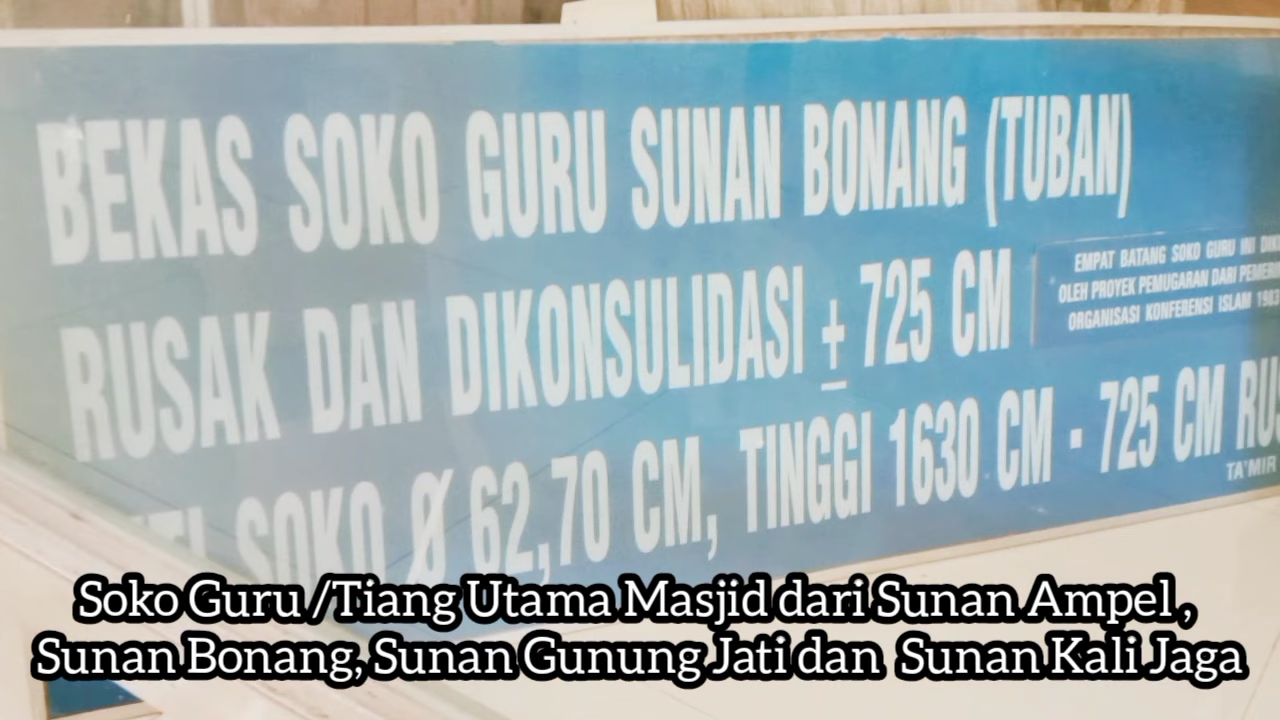 BEKAS SOKO GURU SUNAN BONANG (TUBAN)
RUSAK DAN DIKONSULIDASI ± 725 CM
EMPAT BATANG SOKO GURU INI
OLEH PROYEK PEMUGARAN DARI
ORGANISASI KONFERENSI ISLAM
SOKO Ø 62,70 CM, TINGGI 1630 CM - 725 CM
TA'MIR
Soko Guru /Tiang Utama Masjid dari Sunan Ampel ,
Sunan Bonang, Sunan Gunung Jati dan Sunan Kali Jaga